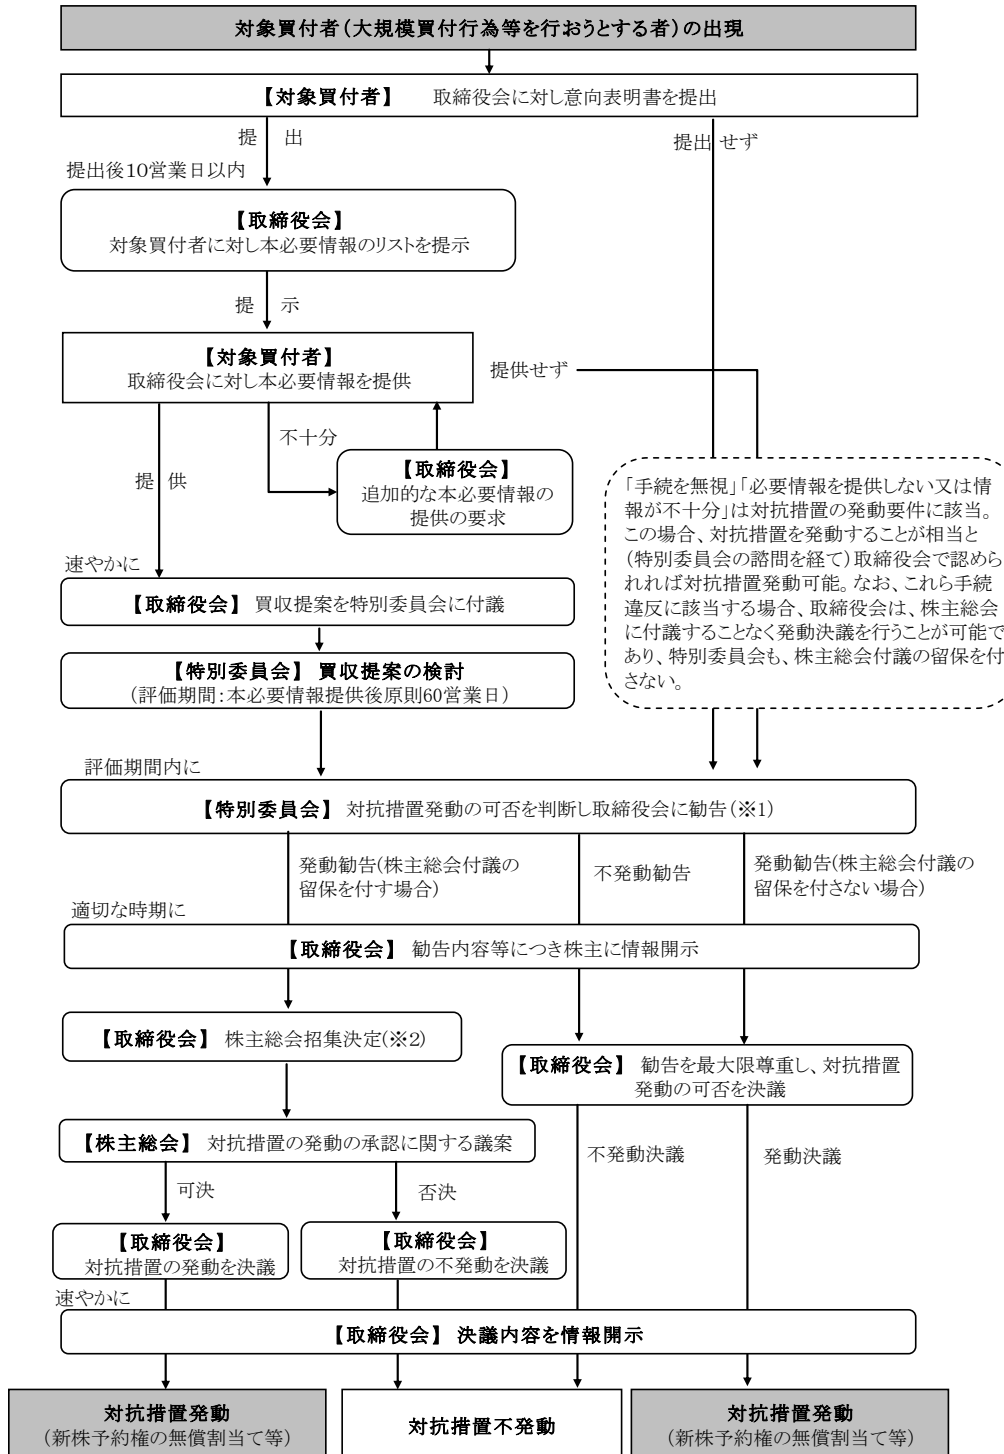 対象買付者（大規模買付行為等を行おうとする者）の出現
【対象買付者】 取締役会に対し意向表明書を提出
提 出
提出せず
提出後10営業日以内
【取締役会】
対象買付者に対し本必要情報のリストを提示
提 示
【対象買付者】
取締役会に対し本必要情報を提供
提供せず
不十分
【取締役会】
追加的な本必要情報の
提供の要求
提 供
「手続を無視」「必要情報を提供しない又は情
報が不十分」は対抗措置の発動要件に該当。
この場合、対抗措置を発動することが相当と
（特別委員会の諮問を経て）取締役会で認めら
れれば対抗措置発動可能。なお、これら手続
違反に該当する場合、取締役会は、株主総会
に付議することなく発動決議を行うことが可能で
あり、特別委員会も、株主総会付議の留保を付
さない。
速やかに
【取締役会】 買収提案を特別委員会に付議
【特別委員会】 買収提案の検討
（評価期間：本必要情報提供後原則60営業日）
評価期間内に
【特別委員会】 対抗措置発動の可否を判断し取締役会に勧告（※1）
発動勧告(株主総会付議の
留保を付す場合)
不発動勧告
発動勧告(株主総会付議の
留保を付さない場合)
適切な時期に
【取締役会】 勧告内容等につき株主に情報開示
【取締役会】 株主総会招集決定(※2)
【取締役会】 勧告を最大限尊重し、対抗措置
発動の可否を決議
【株主総会】 対抗措置の発動の承認に関する議案
不発動決議
発動決議
可決
否決
【取締役会】
対抗措置の発動を決議
【取締役会】
対抗措置の不発動を決議
速やかに
【取締役会】 決議内容を情報開示
対抗措置発動
（新株予約権の無償割当て等）
対抗措置不発動
対抗措置発動
（新株予約権の無償割当て等）